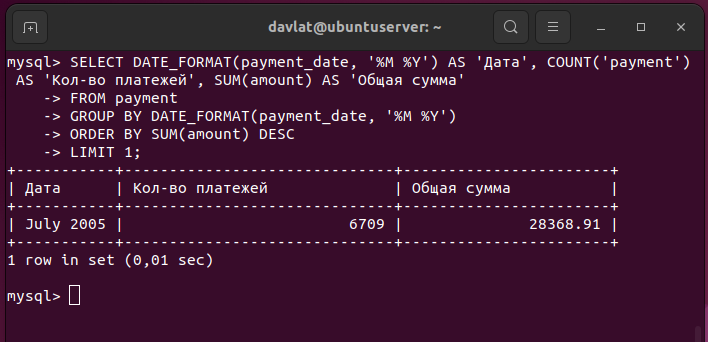 davlat@ubuntuserver: ~
mysql> SELECT DATE_FORMAT(payment_date, '%M %Y') AS 'Дата', COUNT('payment')
 AS 'Кол-во платежей', SUM(amount) AS 'Общая сумма'
    -> FROM payment
    -> GROUP BY DATE_FORMAT(payment_date, '%M %Y')
    -> ORDER BY SUM(amount) DESC
    -> LIMIT 1;
+-----------+-------------------------------+-----------------------+
| Дата      | Кол-во платежей              | Общая сумма           |
+-----------+-------------------------------+-----------------------+
| July 2005 |                         6709 |              28368.91 |
+-----------+-------------------------------+-----------------------+
1 row in set (0,01 sec)
mysql>